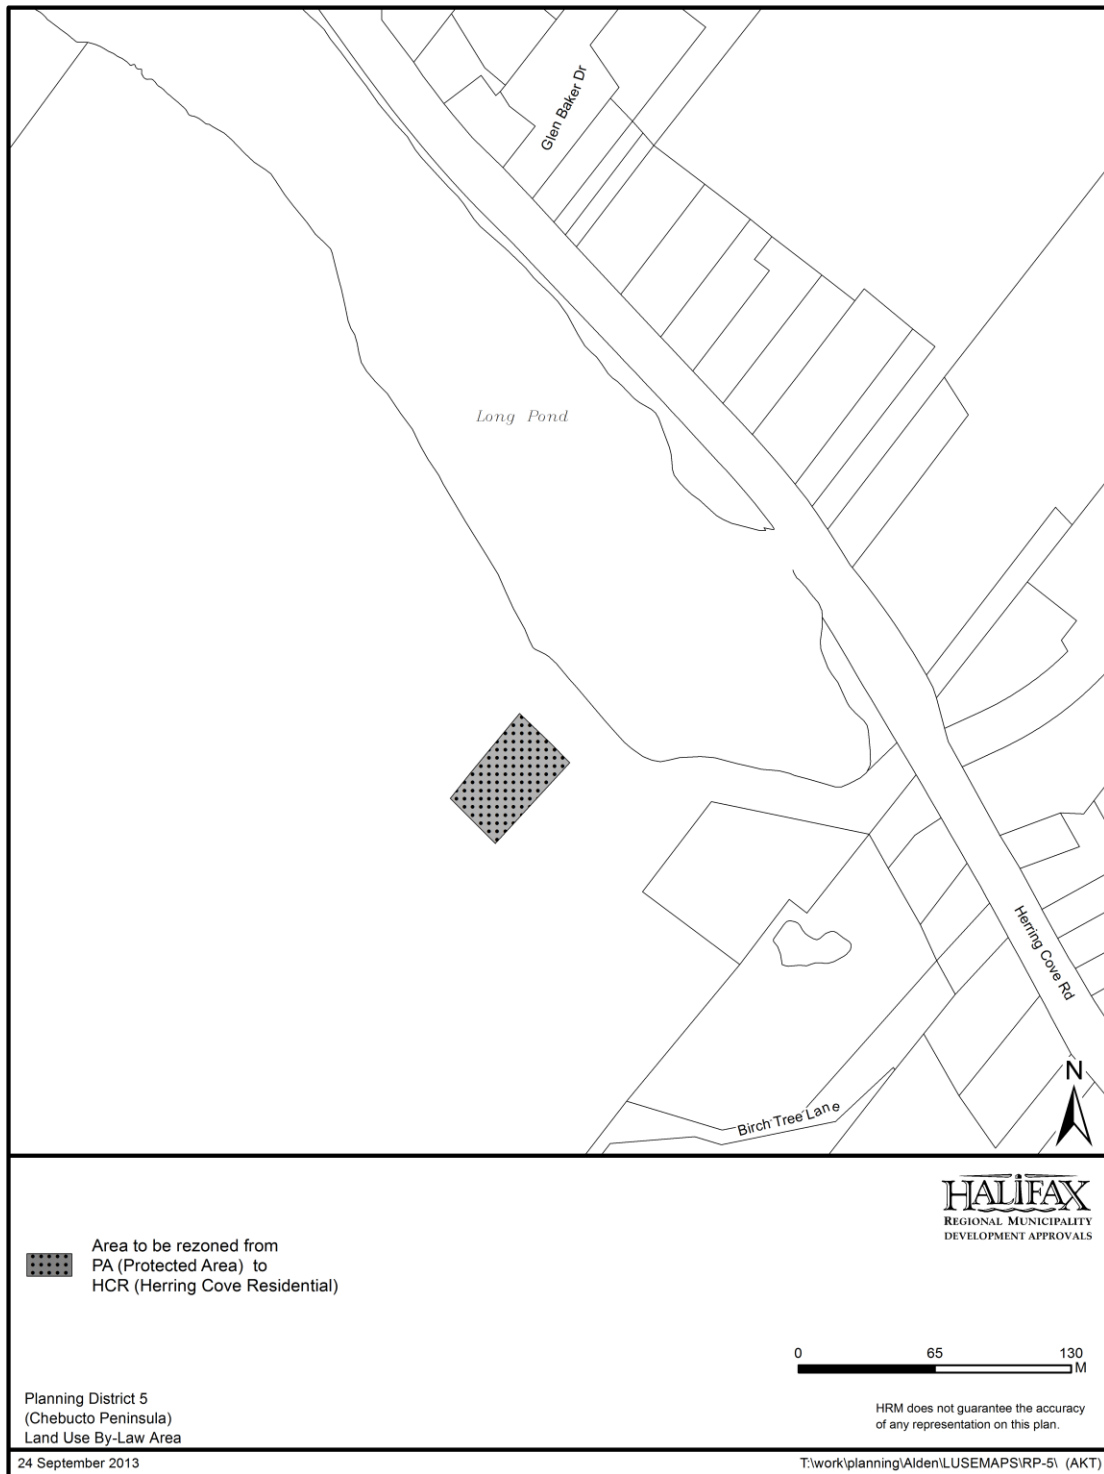 Glen Baker Dr
Long Pond
Herring Cove Rd
N
Birch Tree Lane
HALIFAX
REGIONAL MUNICIPALITY
DEVELOPMENT APPROVALS
Area to be rezoned from
PA (Protected Area) to
HCR (Herring Cove Residential)
0 65 130
M
Planning District 5
(Chebucto Peninsula)
Land Use By-Law Area
HRM does not guarantee the accuracy
of any representation on this plan.
24 September 2013
T:\work\planning\Alden\LUSEMAPS\RP-5\ (AKT)